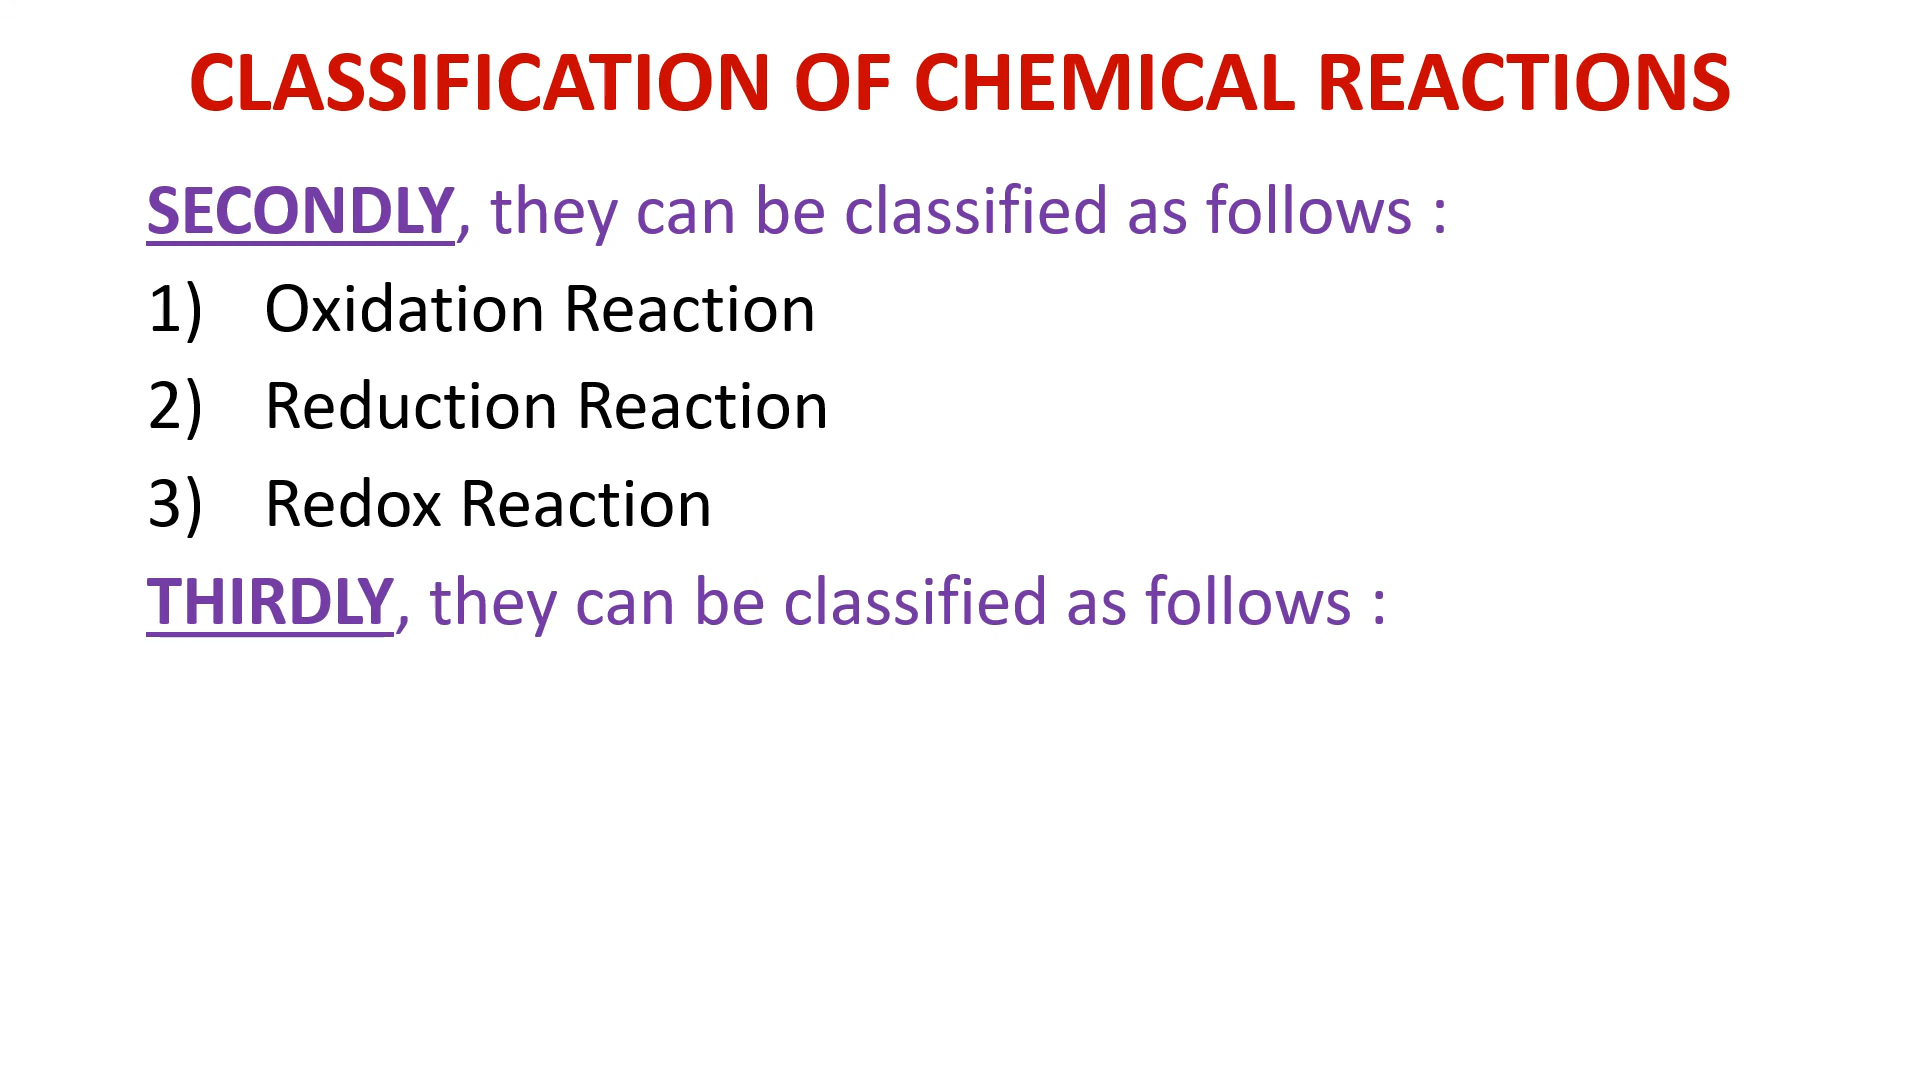 CLASSIFICATION OF CHEMICAL REACTIONS
SECONDLY, they can be classified as follows :
1) Oxidation Reaction
2) Reduction Reaction
3) Redox Reaction
THIRDLY, they can be classified as follows :